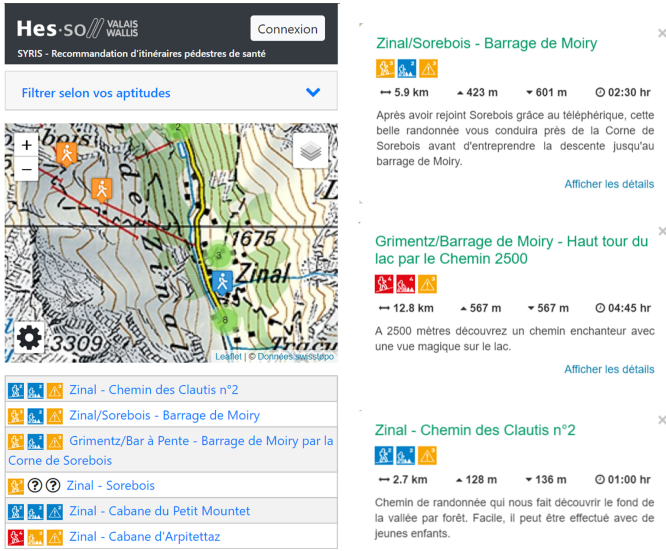 Hes·so VALAIS
WALLIS
Connexion
SYRIS - Recommandation d'itinéraires pédestres de santé
Filtrer selon vos aptitudes
+
−
2
1675
3
Zinal
8
3309
Zinal
Leaflet | © Données swisstopo
Zinal - Chemin des Clautis n°2
Zinal/Sorebois - Barrage de Moiry
Grimentz/Bar à Pente - Barrage de Moiry par la
Corne de Sorebois
Zinal - Sorebois
Zinal - Cabane du Petit Mountet
Zinal - Cabane d'Arpitettaz
×
Zinal/Sorebois - Barrage de Moiry
5.9 km 423 m 601 m 02:30 hr
Après avoir rejoint Sorebois grâce au téléphérique, cette
belle randonnée vous conduira près de la Corne de
Sorebois avant d'entreprendre la descente jusqu'au
barrage de Moiry.
Afficher les détails
×
Grimentz/Barrage de Moiry - Haut tour du
lac par le Chemin 2500
12.8 km 567 m 567 m 04:45 hr
A 2500 mètres découvrez un chemin enchanteur avec
une vue magique sur le lac.
Afficher les détails
×
Zinal - Chemin des Clautis n°2
2.7 km 128 m 136 m 01:00 hr
Chemin de randonnée qui nous fait découvrir le fond de
la vallée par forêt. Facile, il peut être effectué avec de
jeunes enfants.